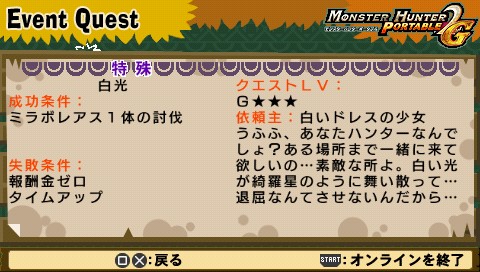 Event Quest
MONSTER HUNTER
PORTABLE 2nd G
特殊
白光
成功条件：
ミラボレアス１体の討伐
失敗条件：
報酬金ゼロ
タイムアップ
クエストＬＶ：
Ｇ★★★
依頼主：白いドレスの少女
うふふ、あなたハンターなんで
しょ？ある場所まで一緒に来て
欲しいの…素敵な所よ。白い光
が綺羅星のように舞い散って…
退屈なんてさせないんだから…
□×:戻る
START:オンラインを終了